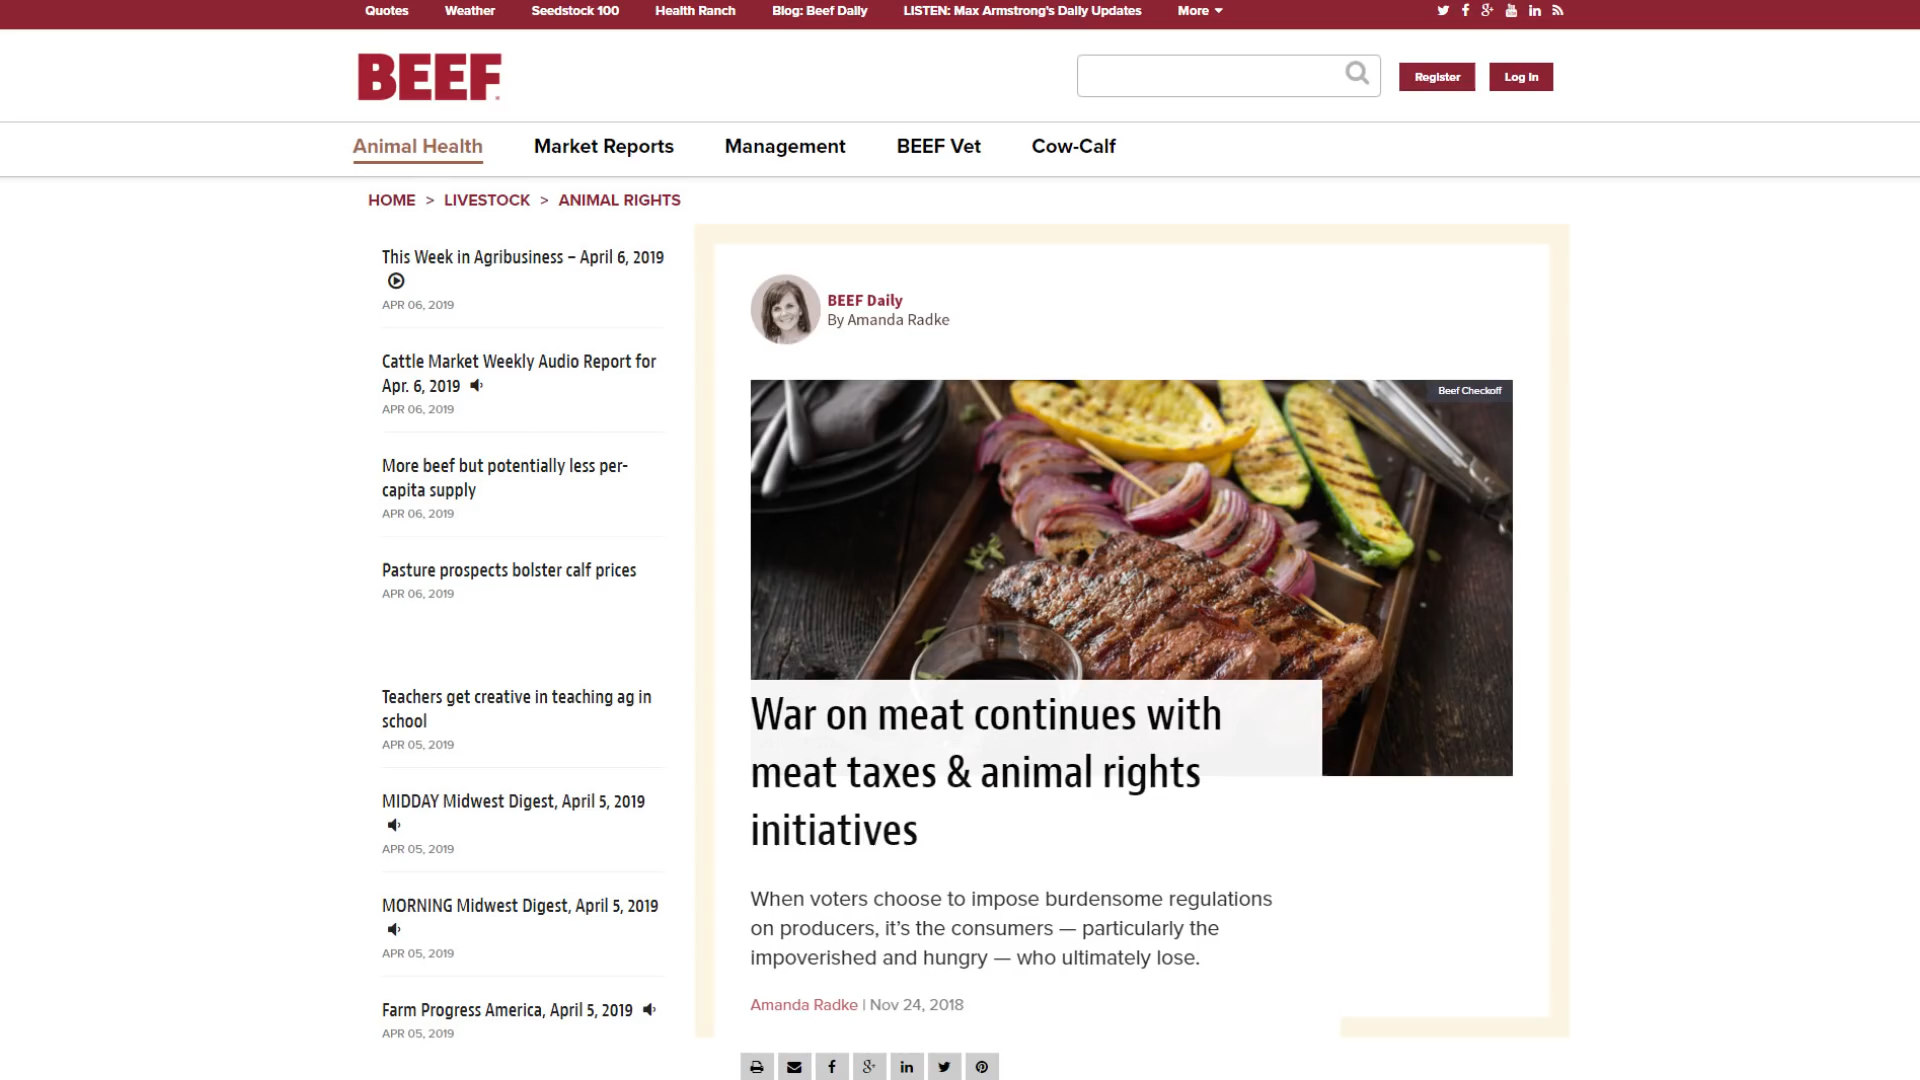 Quotes Weather Seedstock 100 Health Ranch Blog: Beef Daily LISTEN: Max Armstrong's Daily Updates More
BEEF
Register Log In
Animal Health Market Reports Management BEEF Vet Cow-Calf
HOME > LIVESTOCK > ANIMAL RIGHTS
This Week in Agribusiness – April 6, 2019
APR 06, 2019
Cattle Market Weekly Audio Report for
Apr. 6, 2019
APR 06, 2019
More beef but potentially less per-
capita supply
APR 06, 2019
Pasture prospects bolster calf prices
APR 06, 2019
Teachers get creative in teaching ag in
school
APR 05, 2019
MIDDAY Midwest Digest, April 5, 2019
APR 05, 2019
MORNING Midwest Digest, April 5, 2019
APR 05, 2019
Farm Progress America, April 5, 2019
APR 05, 2019
BEEF Daily
By Amanda Radke
Beef Checkoff
War on meat continues with
meat taxes & animal rights
initiatives
When voters choose to impose burdensome regulations
on producers, it’s the consumers — particularly the
impoverished and hungry — who ultimately lose.
Amanda Radke | Nov 24, 2018